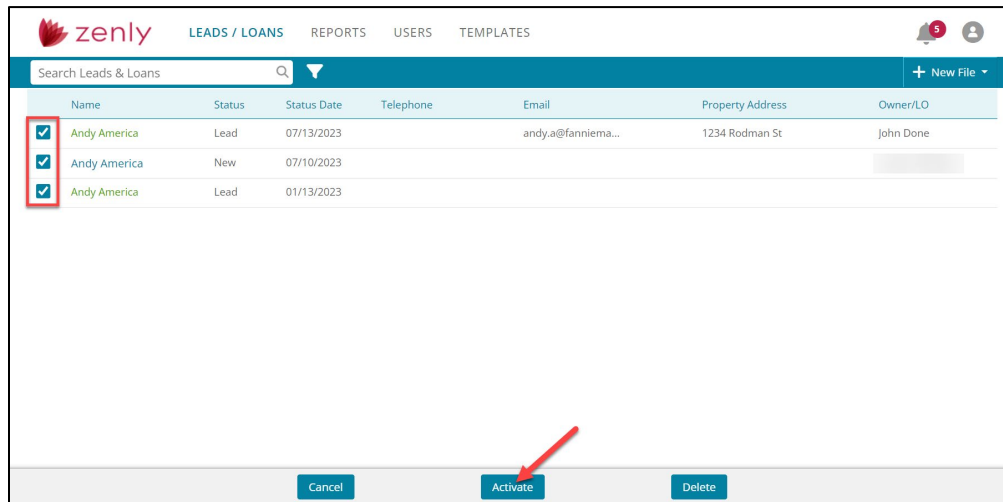 zenly LEADS / LOANS REPORTS USERS TEMPLATES 5
Search Leads & Loans + New File
Name Status Status Date Telephone Email Property Address Owner/LO
Andy America Lead 07/13/2023 andy.a@fanniema... 1234 Rodman St John Done
Andy America New 07/10/2023
Andy America Lead 01/13/2023
Cancel Activate Delete